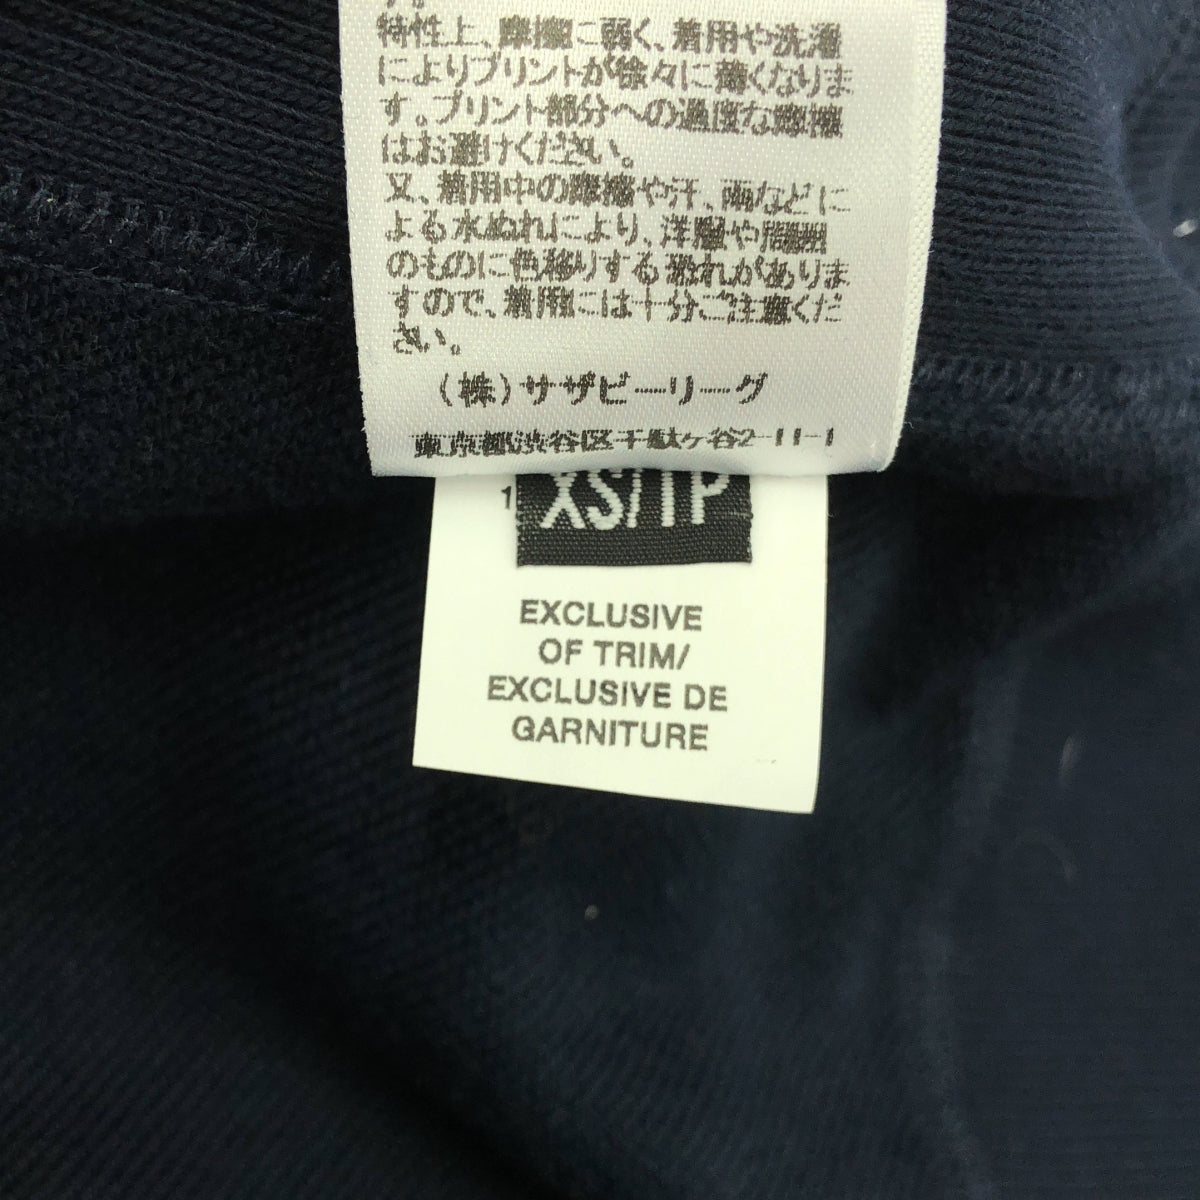 す。
特性上、摩擦に弱く、着用や洗濯
によりプリントが徐々に薄くなりま
す。プリント部分への過度な摩擦
はお避けください。
又、着用中の摩擦や汗、雨などに
よる水ぬれにより、洋服や周囲
のものに色移りする恐れがありま
すので、着用には十分ご注意くだ
さい。
(株)サザビーリーグ
東京都渋谷区千駄ヶ谷2-11-1
1
XS/TP
EXCLUSIVE
OF TRIM/
EXCLUSIVE DE
GARNITURE